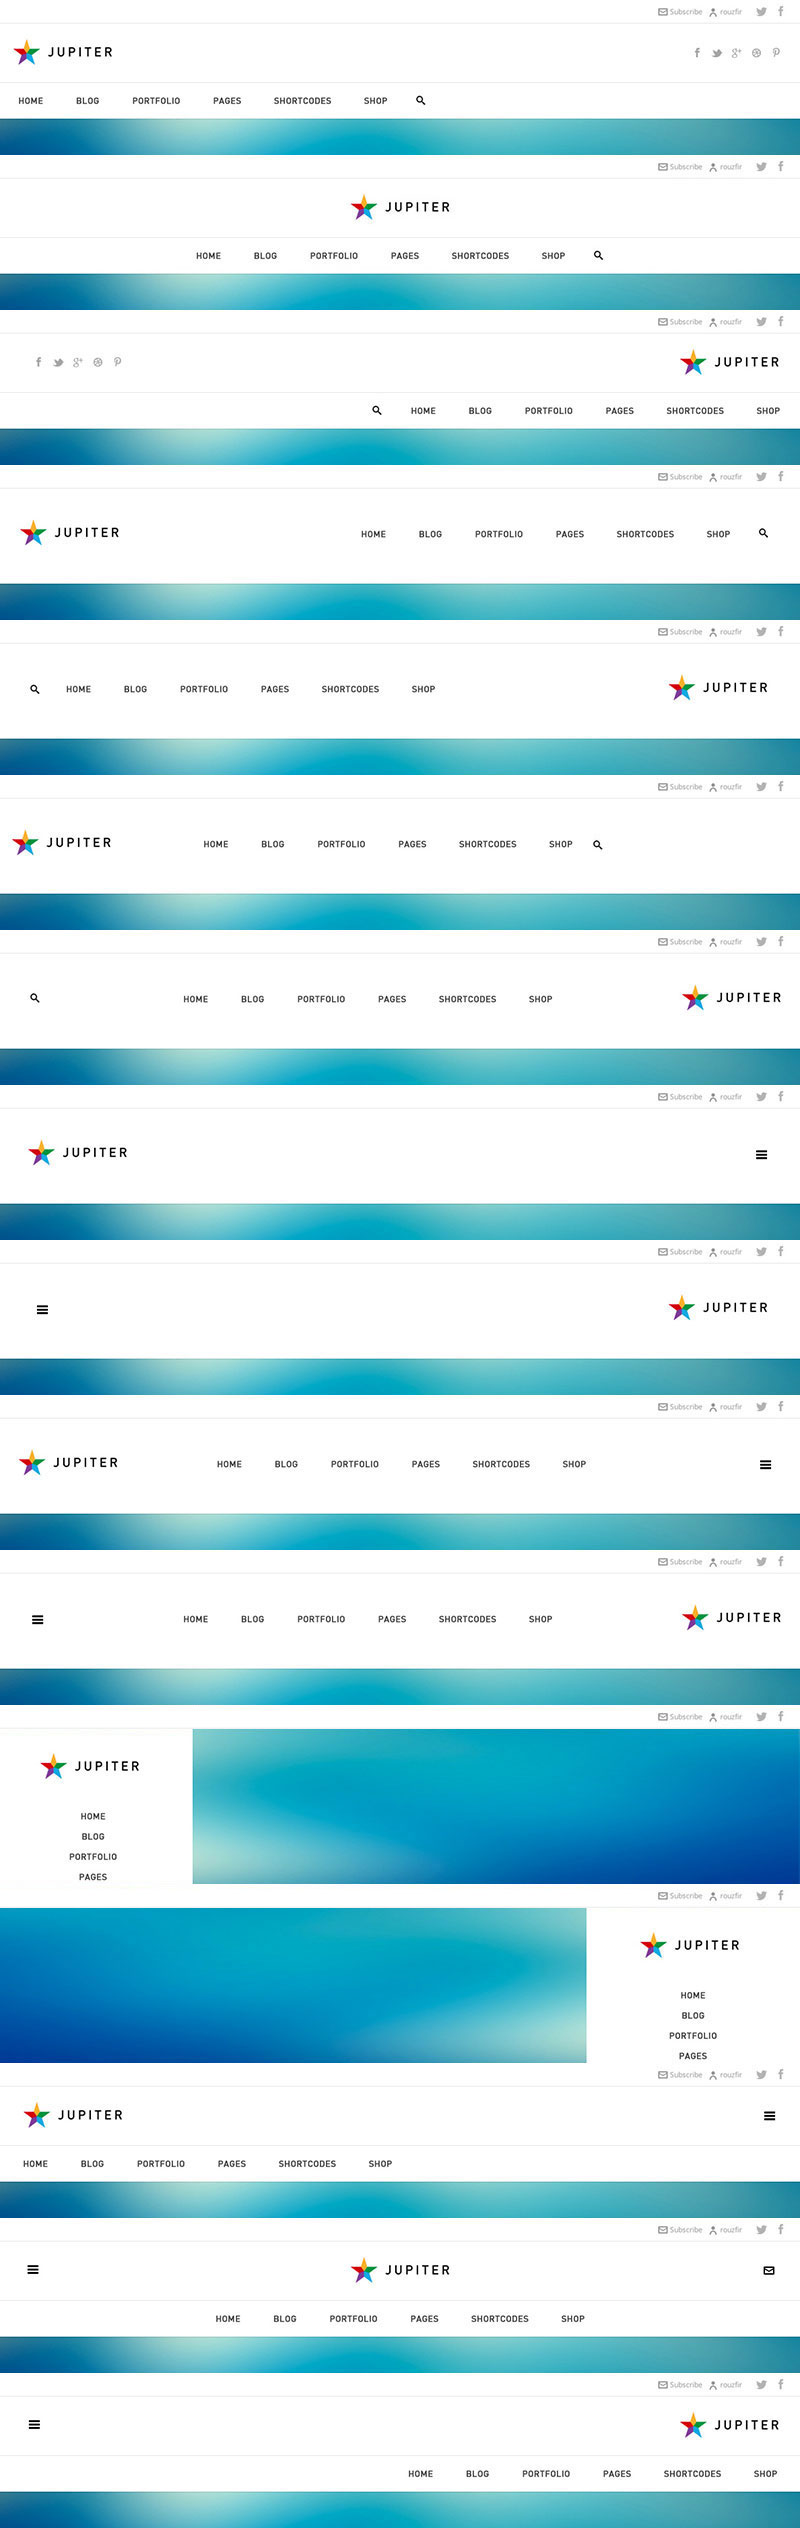 Subscribe rouzfir
JUPITER
HOME BLOG PORTFOLIO PAGES SHORTCODES SHOP
Subscribe rouzfir
JUPITER
HOME BLOG PORTFOLIO PAGES SHORTCODES SHOP
Subscribe rouzfir
JUPITER
HOME BLOG PORTFOLIO PAGES SHORTCODES SHOP
Subscribe rouzfir
JUPITER HOME BLOG PORTFOLIO PAGES SHORTCODES SHOP
Subscribe rouzfir
HOME BLOG PORTFOLIO PAGES SHORTCODES SHOP JUPITER
Subscribe rouzfir
JUPITER HOME BLOG PORTFOLIO PAGES SHORTCODES SHOP
Subscribe rouzfir
HOME BLOG PORTFOLIO PAGES SHORTCODES SHOP JUPITER
Subscribe rouzfir
JUPITER
Subscribe rouzfir
JUPITER
Subscribe rouzfir
JUPITER HOME BLOG PORTFOLIO PAGES SHORTCODES SHOP
Subscribe rouzfir
HOME BLOG PORTFOLIO PAGES SHORTCODES SHOP JUPITER
Subscribe rouzfir
JUPITER
HOME
BLOG
PORTFOLIO
PAGES
Subscribe rouzfir
JUPITER
HOME
BLOG
PORTFOLIO
PAGES
Subscribe rouzfir
JUPITER
HOME BLOG PORTFOLIO PAGES SHORTCODES SHOP
Subscribe rouzfir
JUPITER
HOME BLOG PORTFOLIO PAGES SHORTCODES SHOP
Subscribe rouzfir
JUPITER
HOME BLOG PORTFOLIO PAGES SHORTCODES SHOP